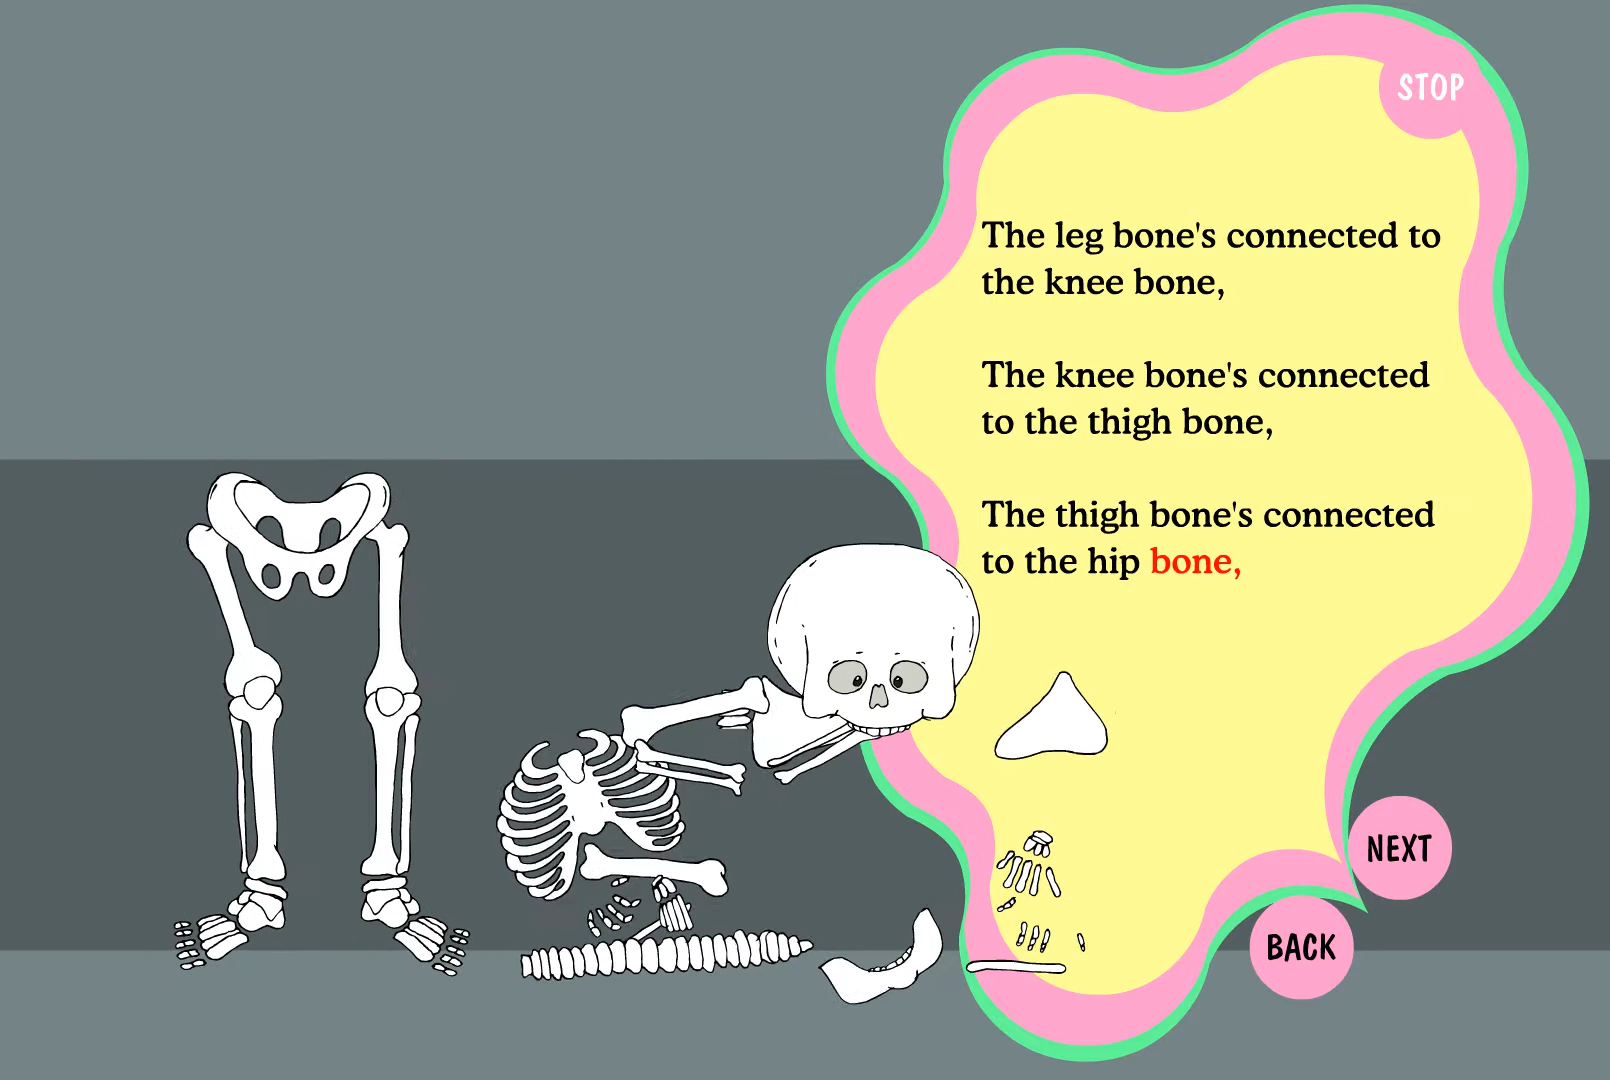 STOP
The leg bone's connected to
the knee bone,
The knee bone's connected
to the thigh bone,
The thigh bone's connected
to the hip bone,
NEXT
BACK